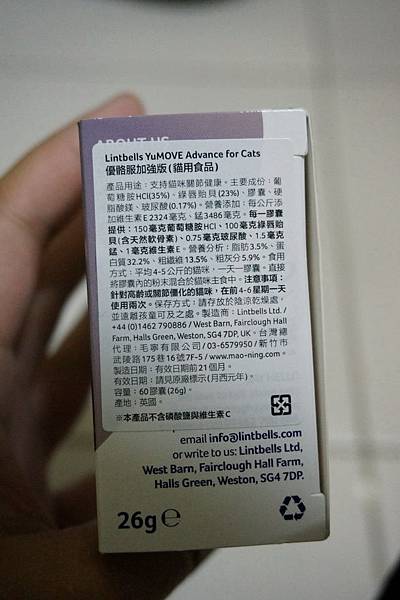 ABOUT US
Lintbells YuMOVE Advance for Cats
優骼服加強版(貓用食品)
產品用途:支持貓咪關節健康。主要成份:葡
萄糖胺HCl(35%)、綠唇貽貝(23%)、膠囊、硬
脂酸鎂、玻尿酸(0.17%)。營養添加:每公斤添
加維生素E 2324毫克、錳3486毫克。每一膠囊
提供:150毫克葡萄糖胺HCl、100毫克綠唇貽
貝(含天然軟骨素)、0.75毫克玻尿酸、1.5毫克
錳、1毫克維生素E。營養分析:脂肪3.5%、蛋
白質32.2%、粗纖維13.5%、粗灰分5.9%。食用
方式:平均4-5公斤的貓咪,一天一膠囊。直接
將膠囊內的粉末混合於貓咪主食中。注意事項:
針對高齡或關節僵化的貓咪,在前4-6星期一天
使用兩次。保存方式:請存放於陰涼乾燥處,
並遠離孩童可及之處。製造商:Lintbells Ltd./
+44 (0)1462 790886 / West Barn, Fairclough Hall
Farm, Halls Green, Weston, SG4 7DP, UK。台灣總
代理:毛寧有限公司/03-6579950/新竹市
武陵路175巷16號7F-5 / www.mao-ning.com。
製造日期:有效日期前21個月。
有效日期:請見原廠標示(月西元年)。
容量:60膠囊(26g)。
產地:英國。
※本產品不含磷酸鹽與維生素C
email info@lintbells.com
or write to us: Lintbells Ltd,
West Barn, Fairclough Hall Farm,
Halls Green, Weston, SG4 7DP.
26g ℮